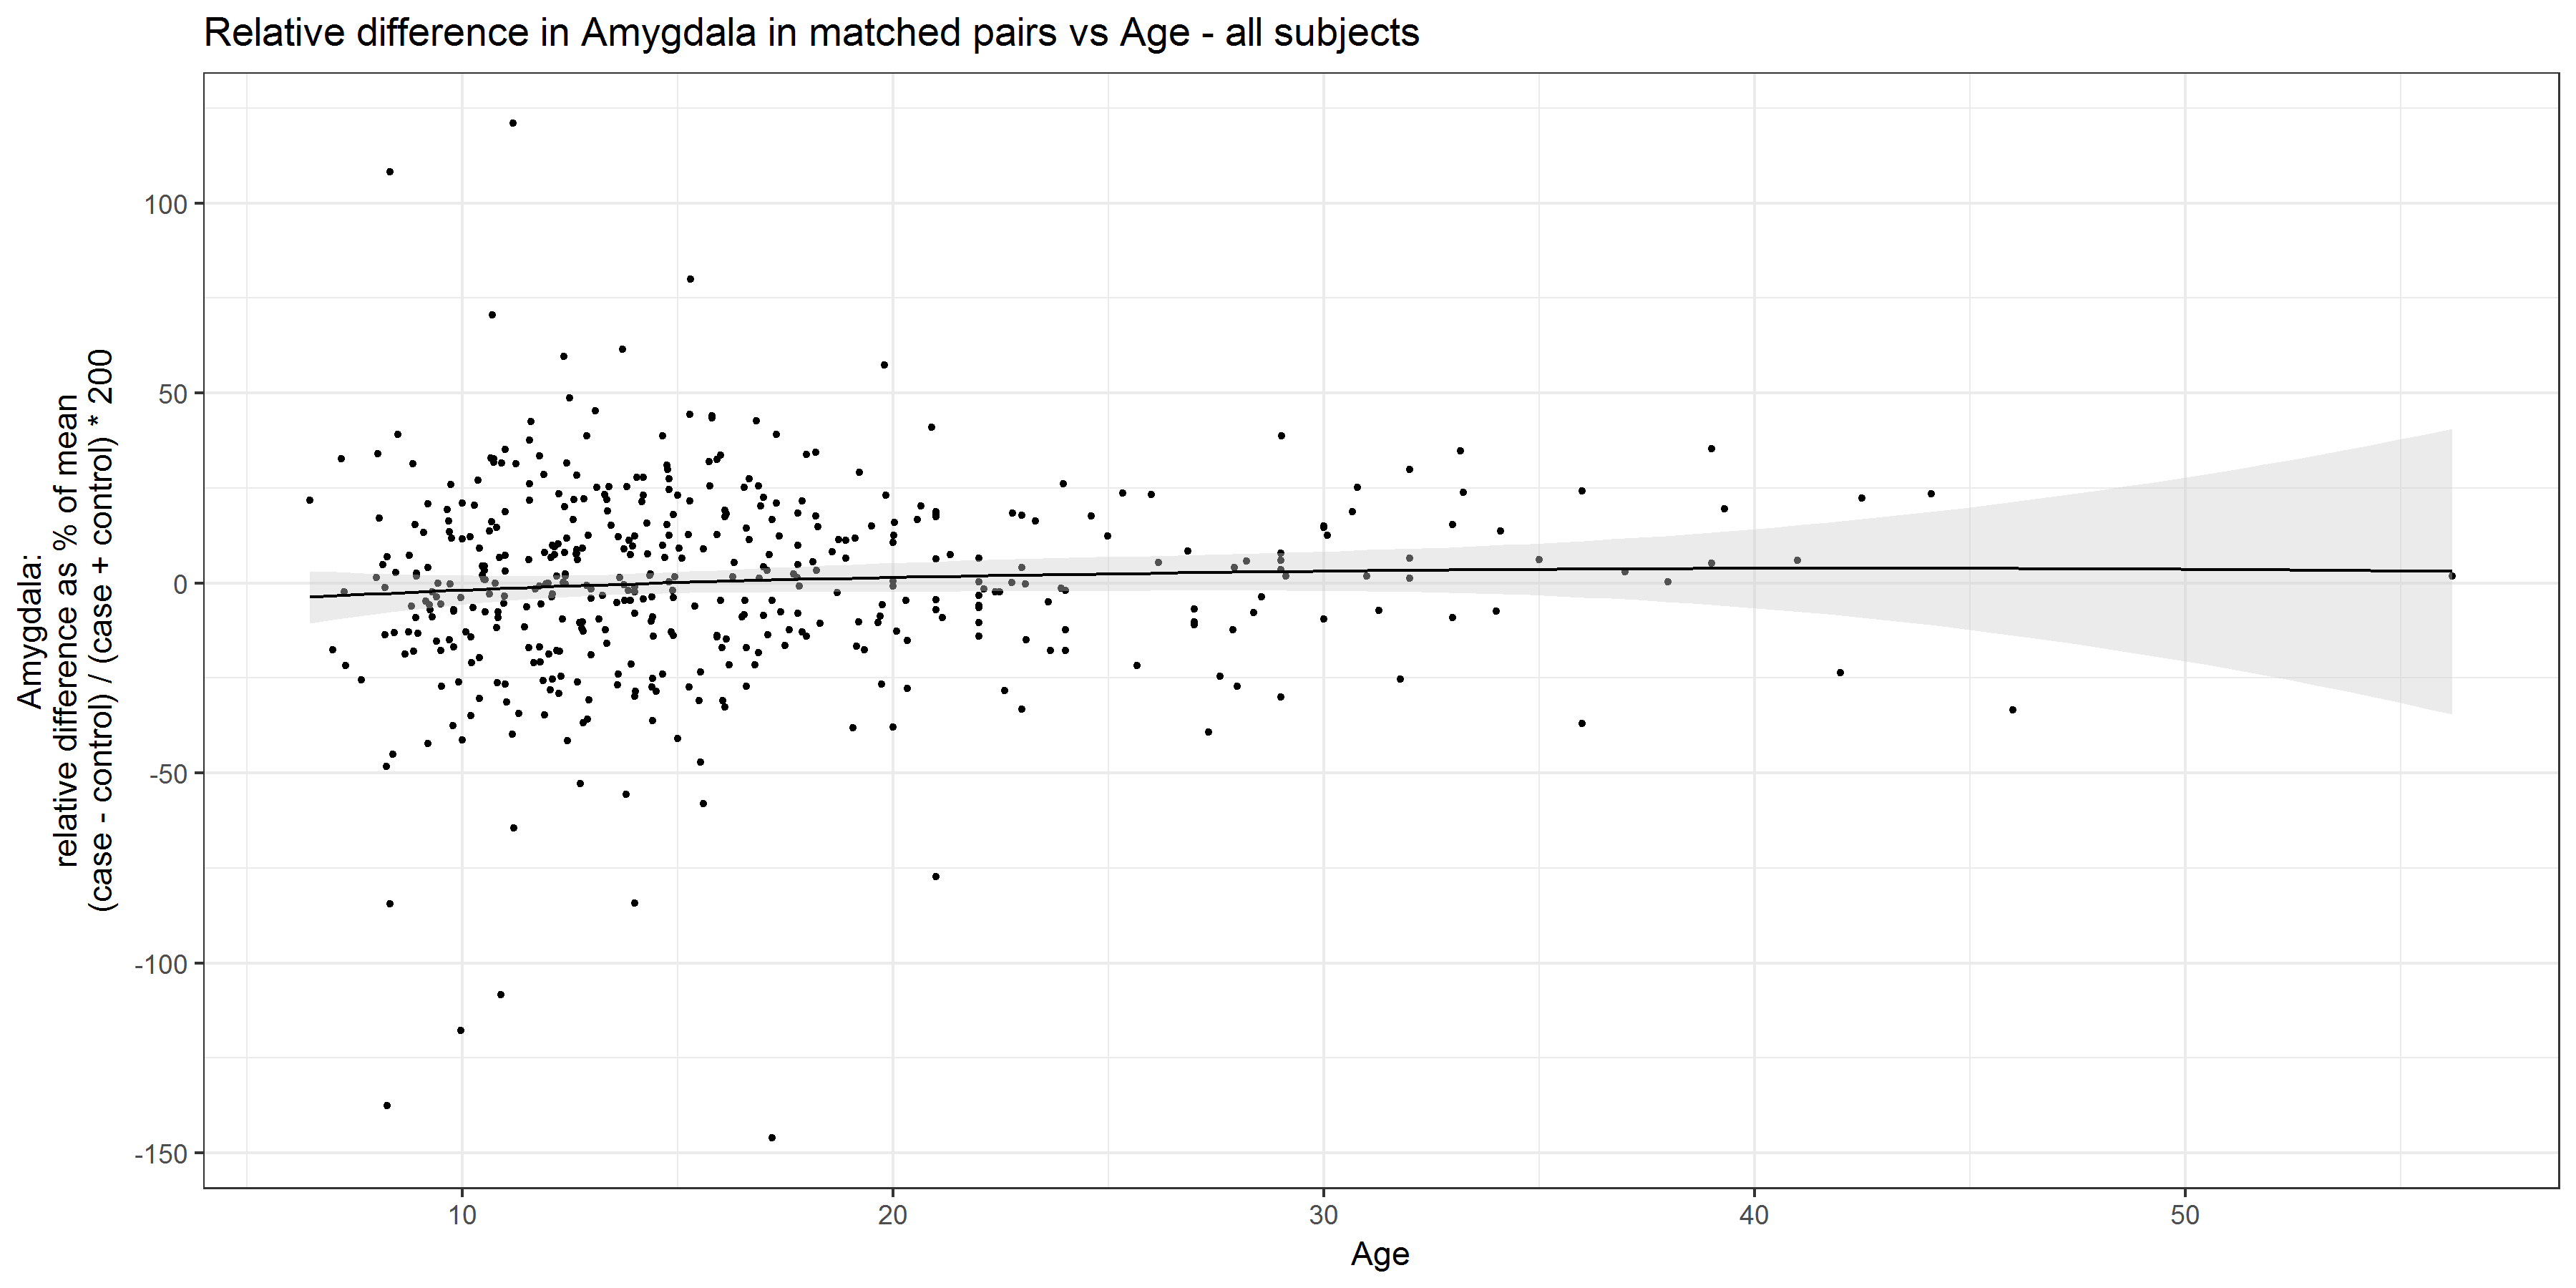 Relative difference in Amygdala in matched pairs vs Age - all subjects
Amygdala:
relative difference as % of mean
(case - control) / (case + control) * 200
100
50
0
-50
-100
-150
10
20
30
40
50
Age